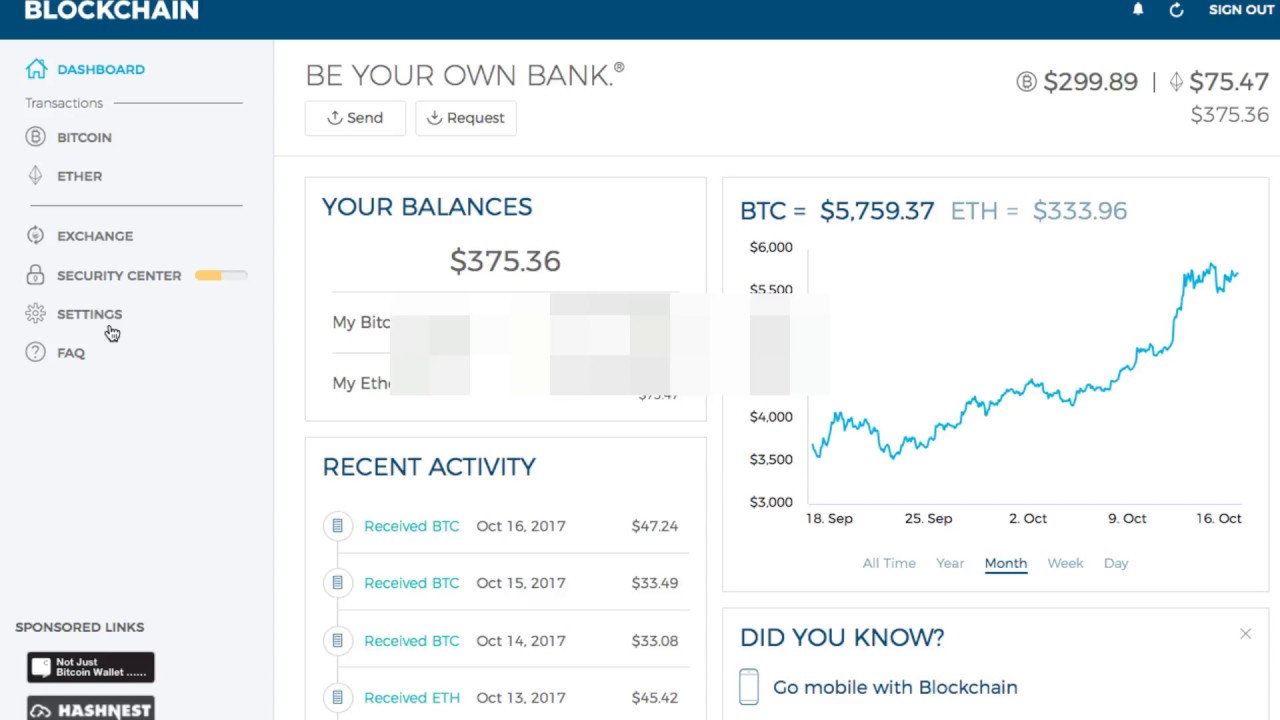 BLOCKCHAIN
SIGN OUT
DASHBOARD
Transactions
BITCOIN
ETHER
EXCHANGE
SECURITY CENTER
SETTINGS
FAQ
SPONSORED LINKS
Not Just
Bitcoin Wallet ......
HASHNEST
BE YOUR OWN BANK.®
Send Request
$299.89 | $75.47
$375.36
YOUR BALANCES
$375.36
My Bitc
My Eth
$75.47
RECENT ACTIVITY
Received BTC Oct 16, 2017 $47.24
Received BTC Oct 15, 2017 $33.49
Received BTC Oct 14, 2017 $33.08
Received ETH Oct 13, 2017 $45.42
BTC = $5,759.37 ETH = $333.96
$6,000
$5,500
$4,000
$3,500
$3,000
18. Sep 25. Sep 2. Oct 9. Oct 16. Oct
All Time Year Month Week Day
DID YOU KNOW?
Go mobile with Blockchain